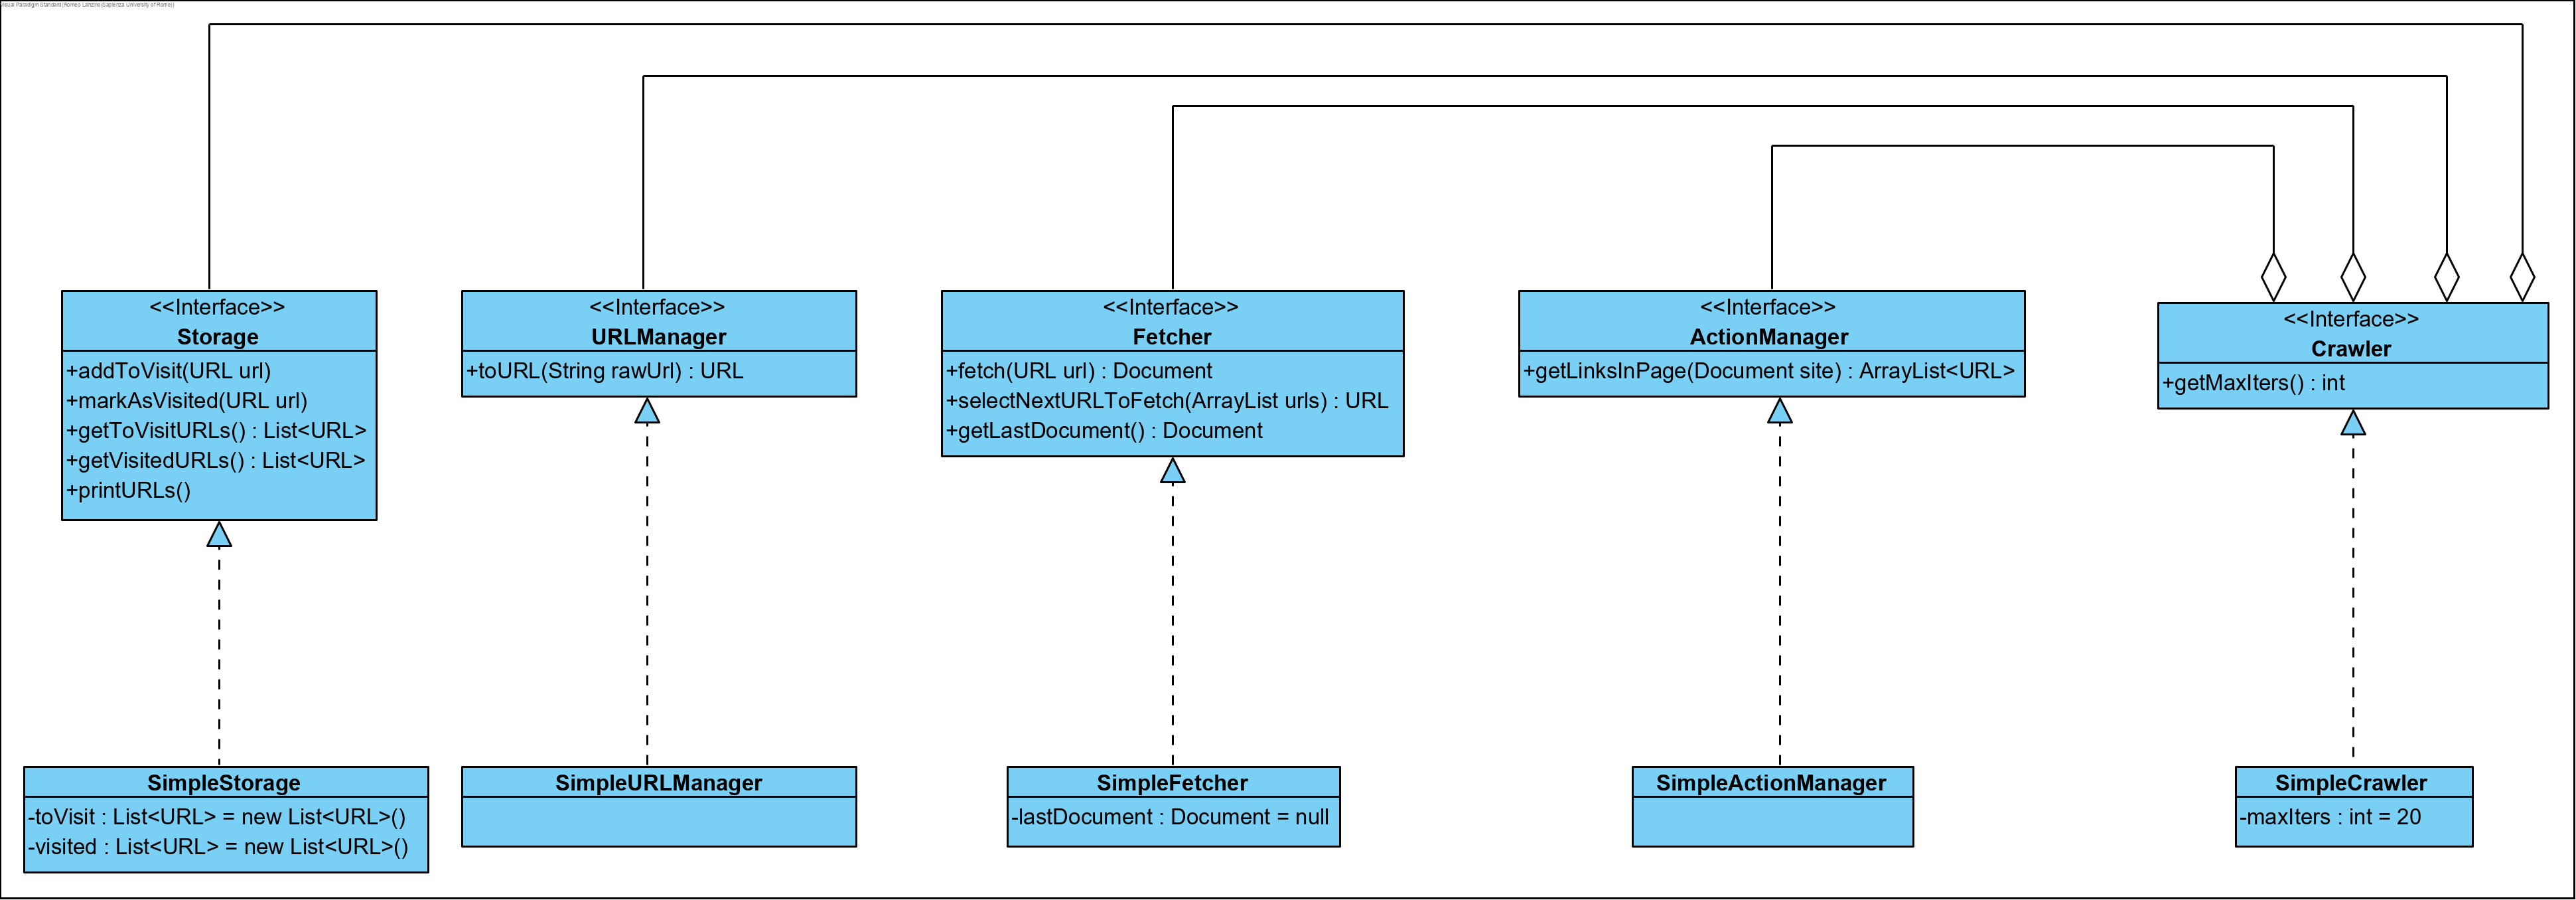 Visual Paradigm Standard(Romeo Lanzino(Sapienza University of Rome))
<<Interface>>
Storage
+addToVisit(URL url)
+markAsVisited(URL url)
+getToVisitURLs() : List<URL>
+getVisitedURLs() : List<URL>
+printURLs()
<<Interface>>
URLManager
+toURL(String rawUrl) : URL
<<Interface>>
Fetcher
+fetch(URL url) : Document
+selectNextURLToFetch(ArrayList urls) : URL
+getLastDocument() : Document
<<Interface>>
ActionManager
+getLinksInPage(Document site) : ArrayList<URL>
<<Interface>>
Crawler
+getMaxIters() : int
SimpleStorage
-toVisit : List<URL> = new List<URL>()
-visited : List<URL> = new List<URL>()
SimpleURLManager
SimpleFetcher
-lastDocument : Document = null
SimpleActionManager
SimpleCrawler
-maxIters : int = 20